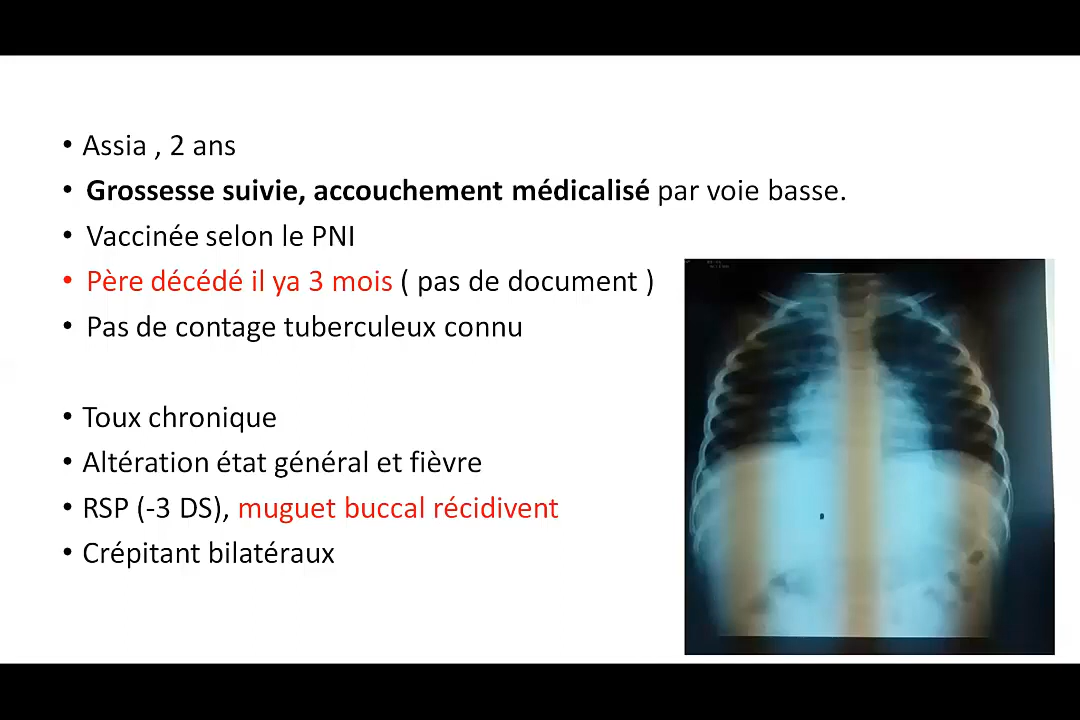 • Assia , 2 ans
• Grossesse suivie, accouchement médicalisé par voie basse.
• Vaccinée selon le PNI
• Père décédé il ya 3 mois ( pas de document )
• Pas de contage tuberculeux connu
• Toux chronique
• Altération état général et fièvre
• RSP (-3 DS), muguet buccal récidivent
• Crépitant bilatéraux